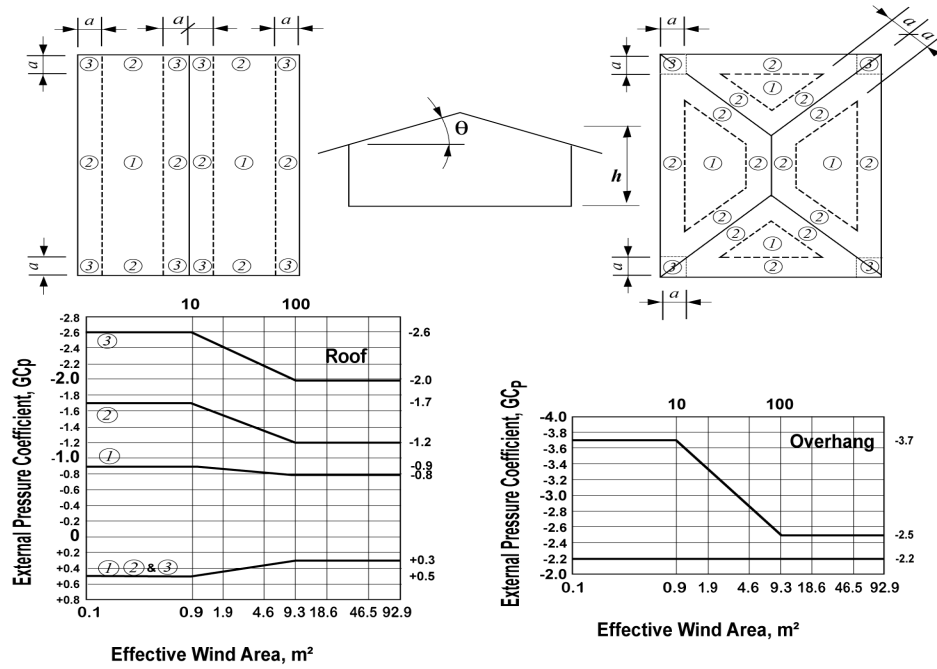 a a a
a ③ ② ③ ③ ② ③
② ① ② ② ① ②
a ③ ② ③ ③ ② ③
θ
h
a a a
a ③ ② ③
①
② ② ② ②
② ① ② ② ① ②
② ② ② ②
①
a ③ ② ③
a
10 100
-2.8
-2.6 ③ Roof -2.6
-2.4
-2.2
-2.0 -2.0
-1.8
-1.6 ② -1.7
-1.4
-1.2 -1.2
-1.0 ① -0.9
-0.8 -0.8
-0.6
-0.4
-0.2
0
+0.2
+0.4 ① ② & ③ +0.3
+0.6 +0.5
+0.8
0.1 0.9 1.9 4.6 9.3 18.6 46.5 92.9
External Pressure Coefficient, GCp
Effective Wind Area, m²
10 100
-4.0
-3.8 Overhang -3.7
-3.6
-3.4
-3.2
-3.0
-2.8
-2.6 -2.5
-2.4
-2.2 -2.2
-2.0
0.1 0.9 1.9 4.6 9.3 18.6 46.5 92.9
External Pressure Coefficient, GCP
Effective Wind Area, m²